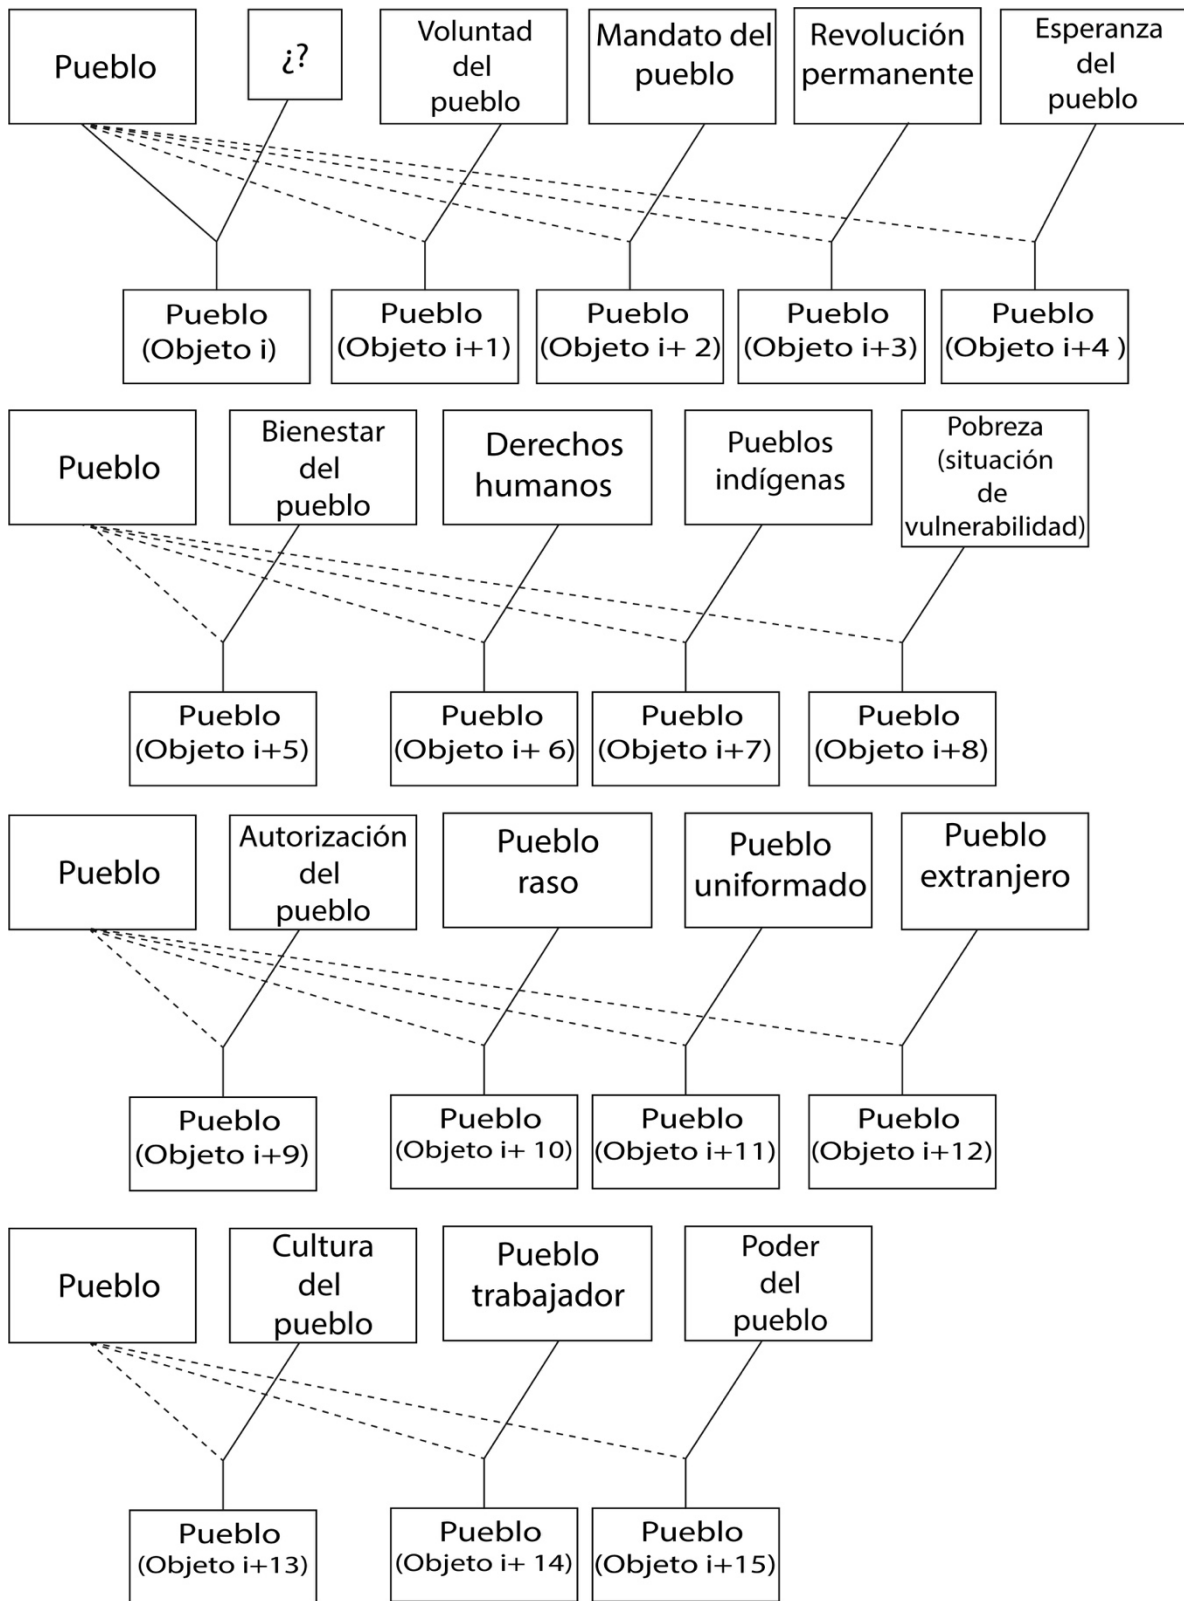 Pueblo
¿?
Voluntad
del
pueblo
Mandato del
pueblo
Revolución
permanente
Esperanza
del
pueblo
Pueblo
(Objeto i)
Pueblo
(Objeto i+1)
Pueblo
(Objeto i+ 2)
Pueblo
(Objeto i+3)
Pueblo
(Objeto i+4 )
Pueblo
Bienestar
del
pueblo
Derechos
humanos
Pueblos
indígenas
Pobreza
(situación
de
vulnerabilidad)
Pueblo
(Objeto i+5)
Pueblo
(Objeto i+ 6)
Pueblo
(Objeto i+7)
Pueblo
(Objeto i+8)
Pueblo
Autorización
del
pueblo
Pueblo
raso
Pueblo
uniformado
Pueblo
extranjero
Pueblo
(Objeto i+9)
Pueblo
(Objeto i+ 10)
Pueblo
(Objeto i+11)
Pueblo
(Objeto i+12)
Pueblo
Cultura
del
pueblo
Pueblo
trabajador
Poder
del
pueblo
Pueblo
(Objeto i+13)
Pueblo
(Objeto i+ 14)
Pueblo
(Objeto i+15)